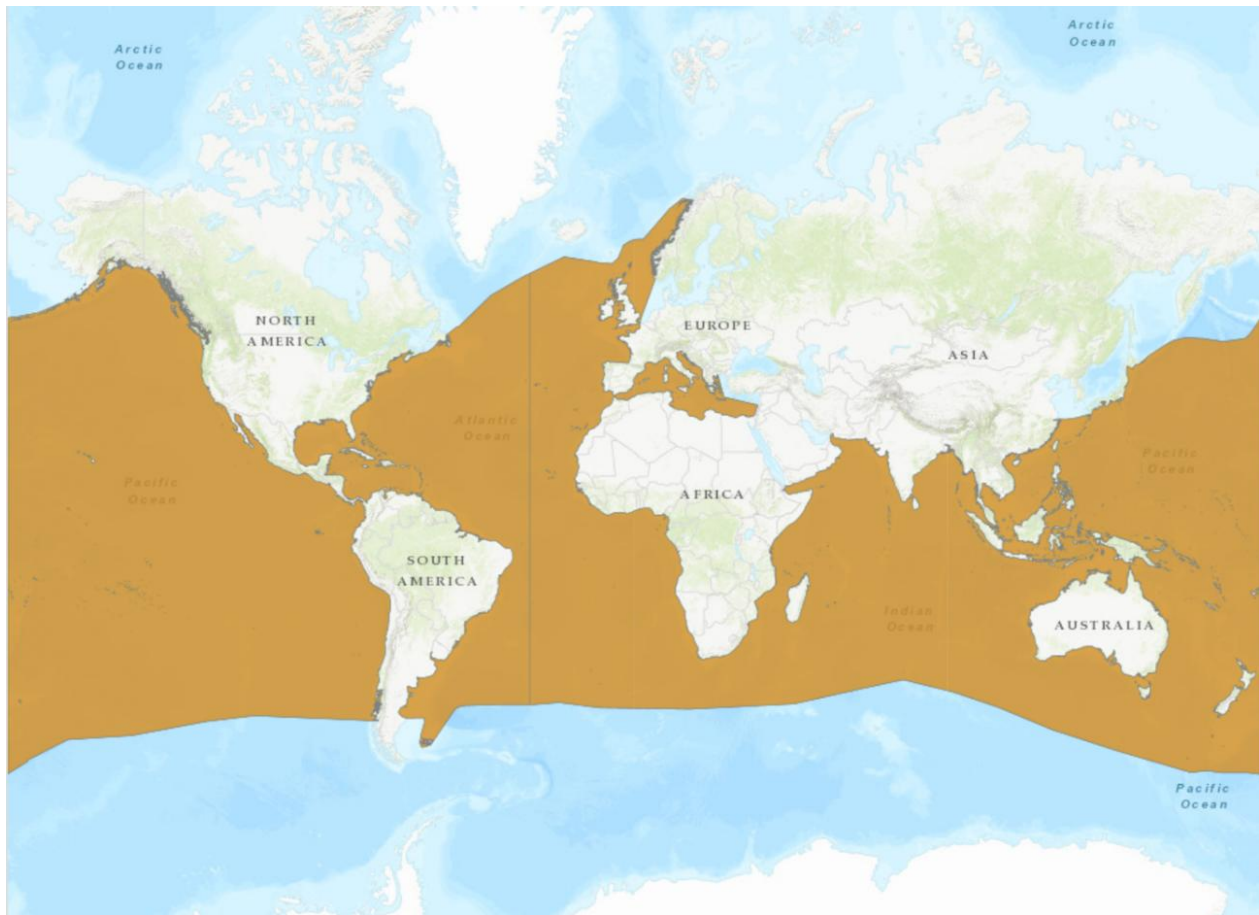 Arctic
Ocean
Arctic
Ocean
NORTH
AMERICA
EUROPE
ASIA
Atlantic
Ocean
Pacific
Ocean
Pacific
Ocean
AFRICA
SOUTH
AMERICA
Indian
Ocean
AUSTRALIA
Pacific
Ocean